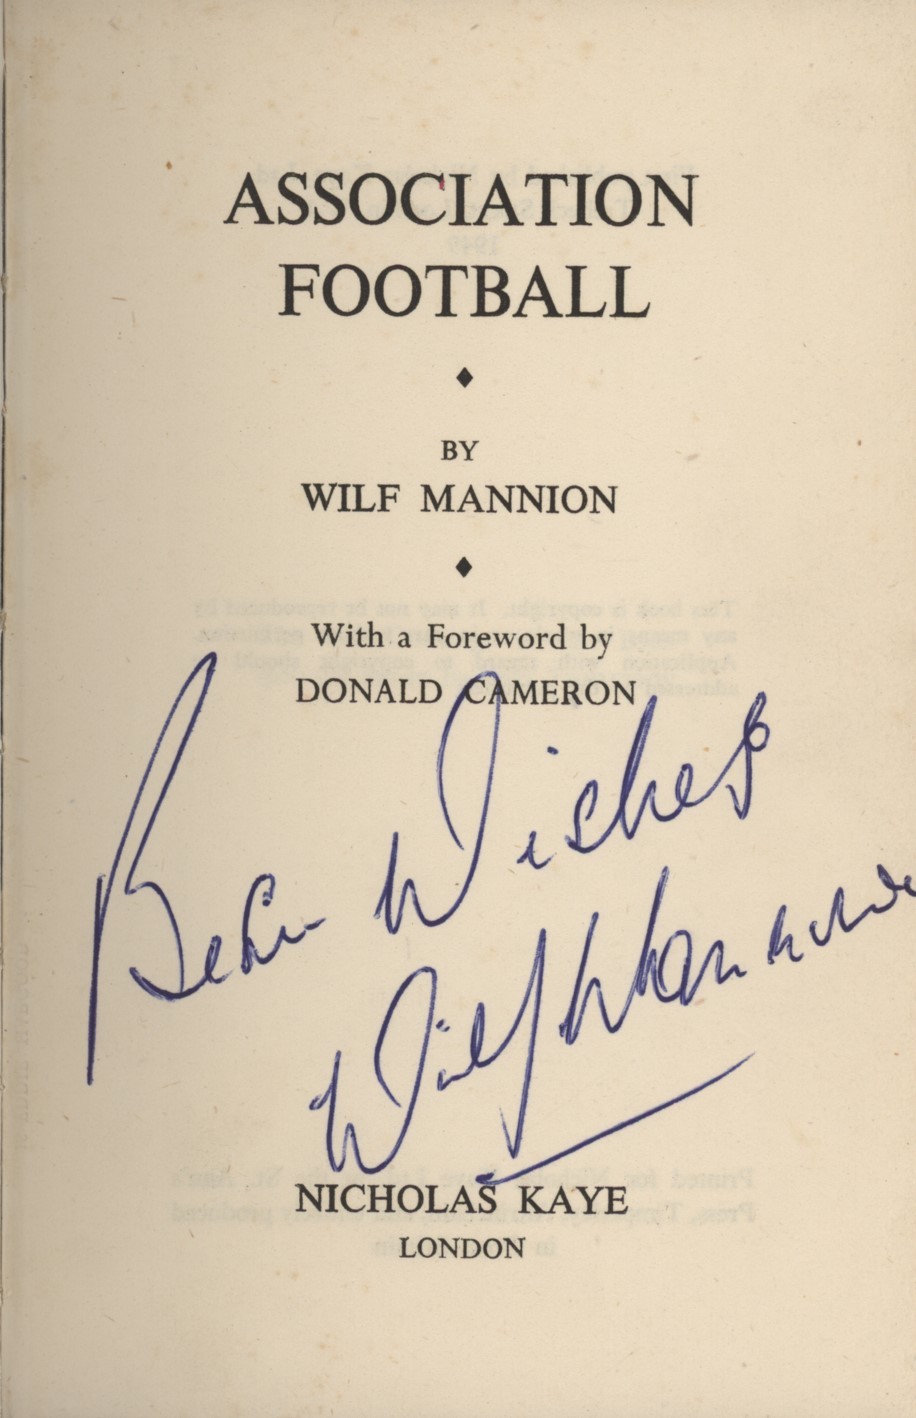 ASSOCIATION
FOOTBALL
BY
WILF MANNION
With a Foreword by
DONALD CAMERON
Best Wishes
Wilf Mannion
NICHOLAS KAYE
LONDON